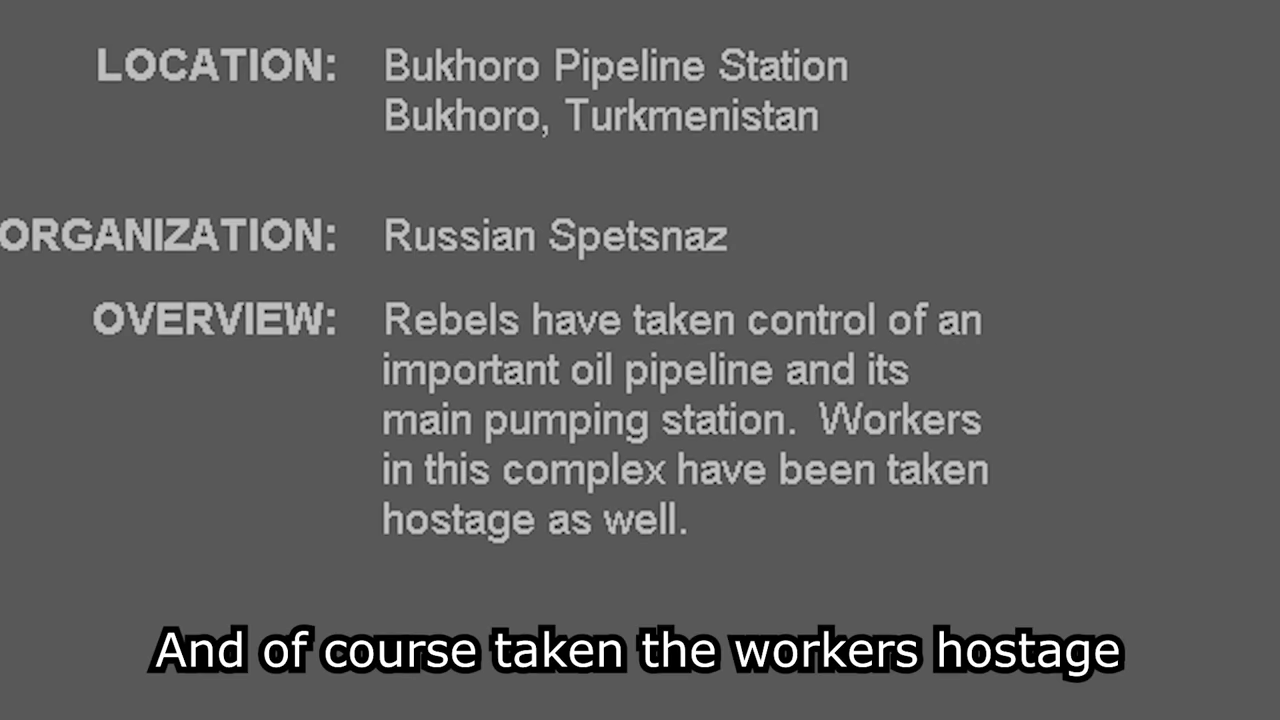 LOCATION: Bukhoro Pipeline Station
Bukhoro, Turkmenistan
ORGANIZATION: Russian Spetsnaz
OVERVIEW: Rebels have taken control of an
important oil pipeline and its
main pumping station. Workers
in this complex have been taken
hostage as well.
And of course taken the workers hostage